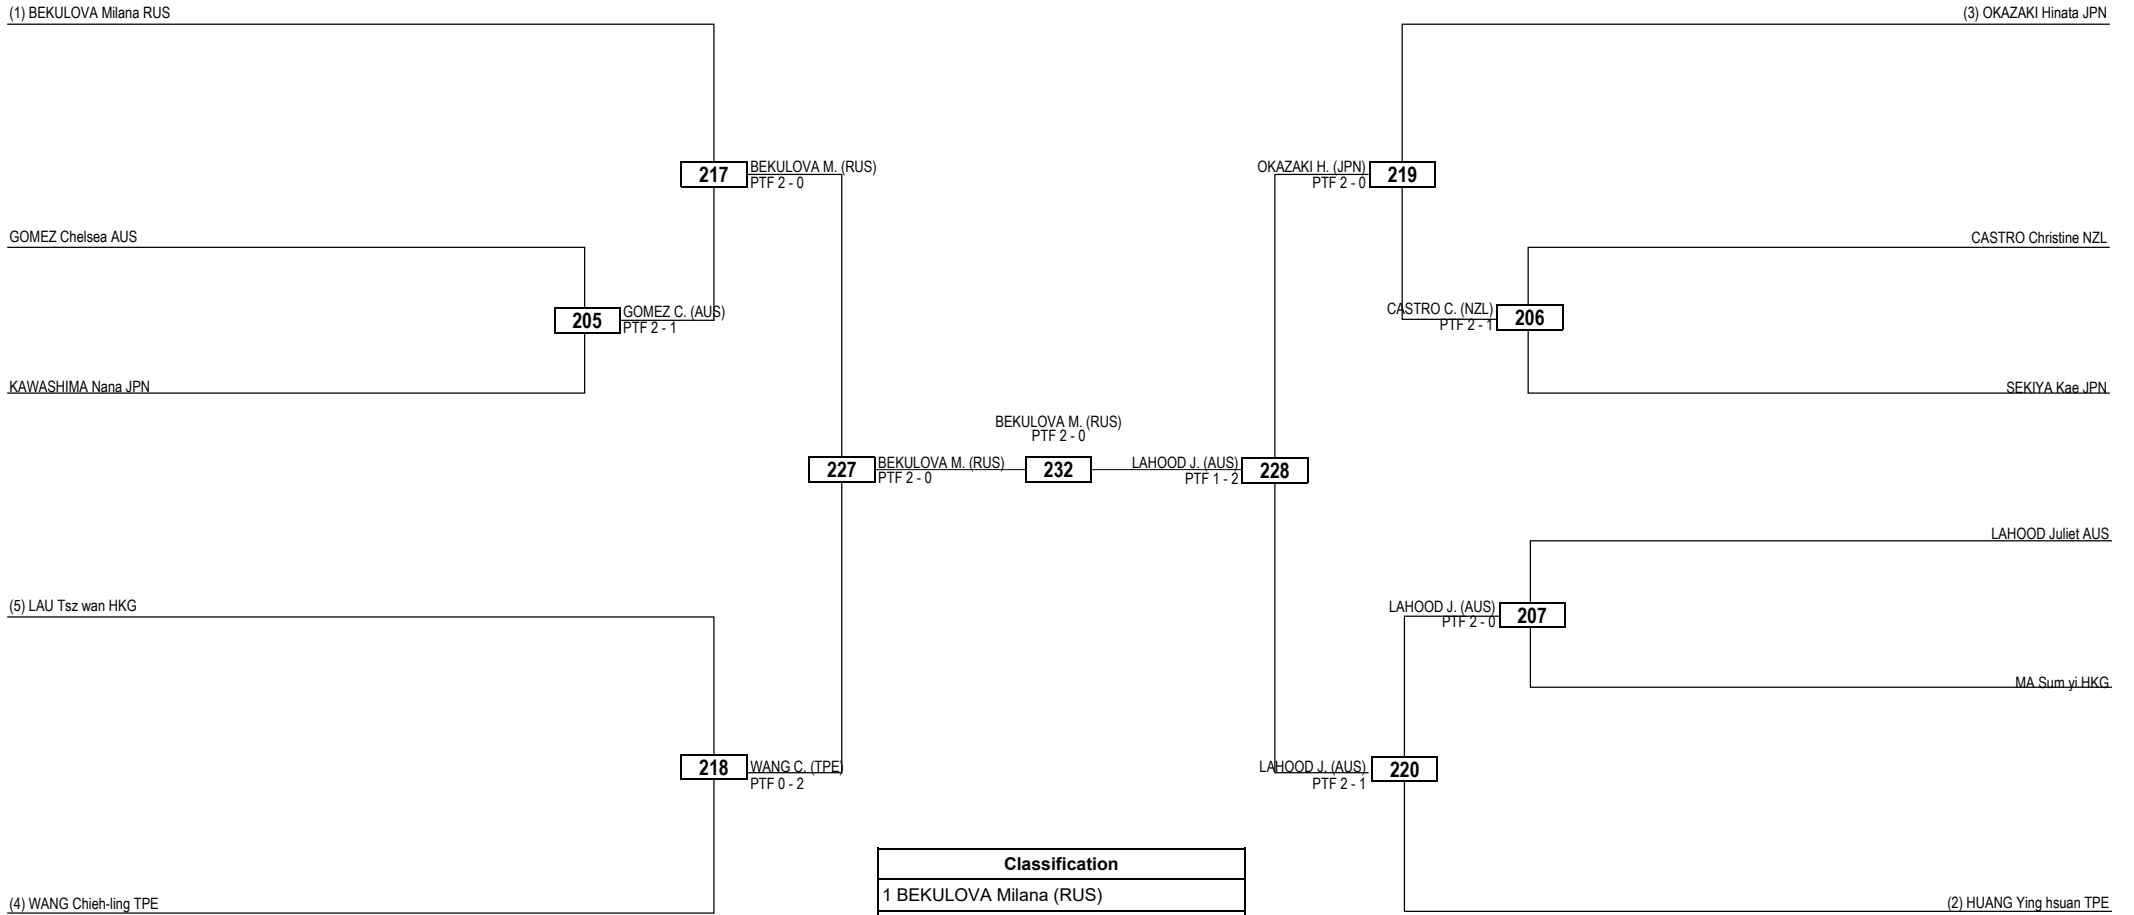 (1) BEKULOVA Milana RUS
(3) OKAZAKI Hinata JPN
217
BEKULOVA M. (RUS)
PTF 2 - 0
OKAZAKI H. (JPN)
PTF 2 - 0
219
GOMEZ Chelsea AUS
CASTRO Christine NZL
205
GOMEZ C. (AUS)
PTF 2 - 1
CASTRO C. (NZL)
PTF 2 - 1
206
KAWASHIMA Nana JPN
SEKIYA Kae JPN
BEKULOVA M. (RUS)
PTF 2 - 0
227
BEKULOVA M. (RUS)
PTF 2 - 0
232
LAHOOD J. (AUS)
PTF 1 - 2
228
LAHOOD Juliet AUS
(5) LAU Tsz wan HKG
LAHOOD J. (AUS)
PTF 2 - 0
207
MA Sum yi HKG
218
WANG C. (TPE)
PTF 0 - 2
LAHOOD J. (AUS)
PTF 2 - 1
220
Classification
1 BEKULOVA Milana (RUS)
(4) WANG Chieh-ling TPE
(2) HUANG Ying hsuan TPE